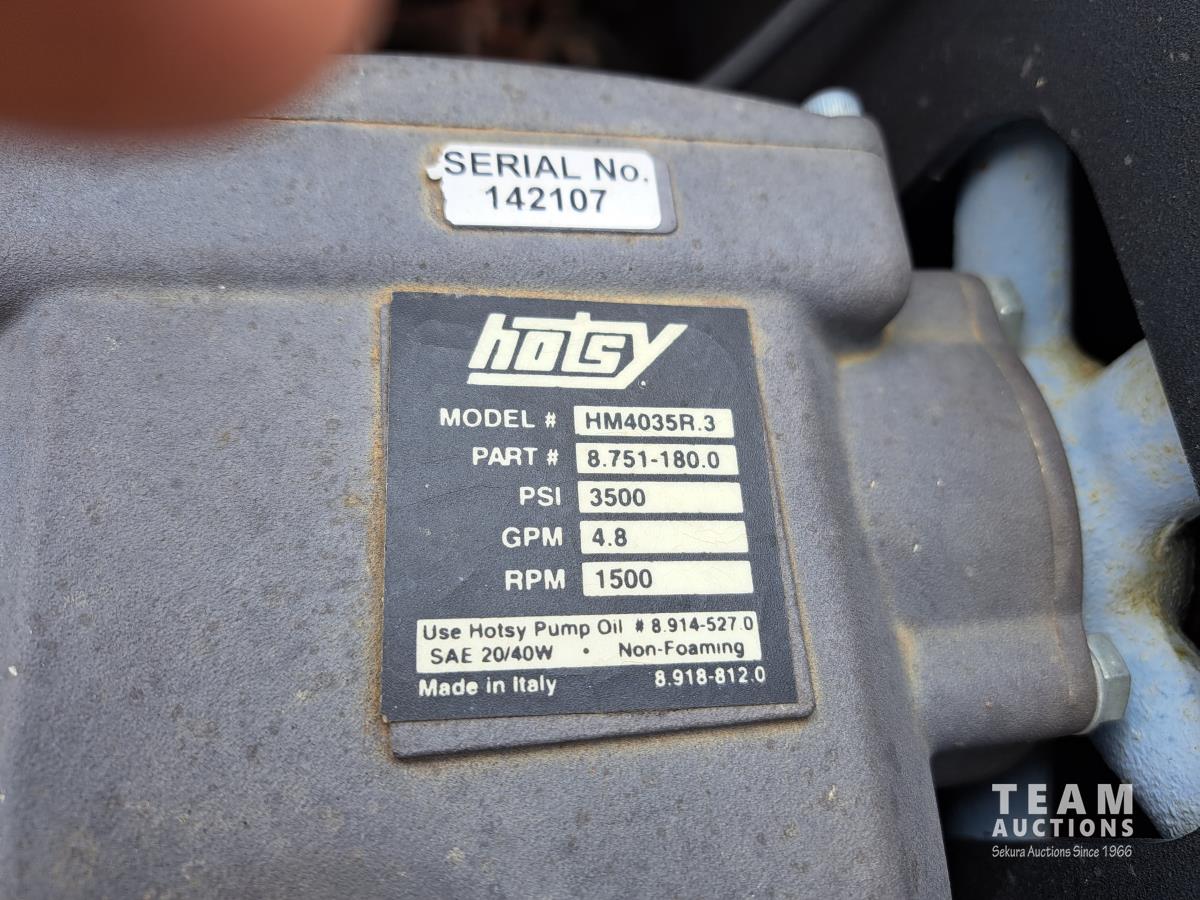 SERIAL No.
142107
hotsy
MODEL # HM4035R.3
PART # 8.751-180.0
PSI 3500
GPM 4.8
RPM 1500
Use Hotsy Pump Oil # 8.914-527.0
SAE 20/40W • Non-Foaming
Made in Italy 8.918-812.0
TEAM
AUCTIONS
Sekura Auctions Since 1966